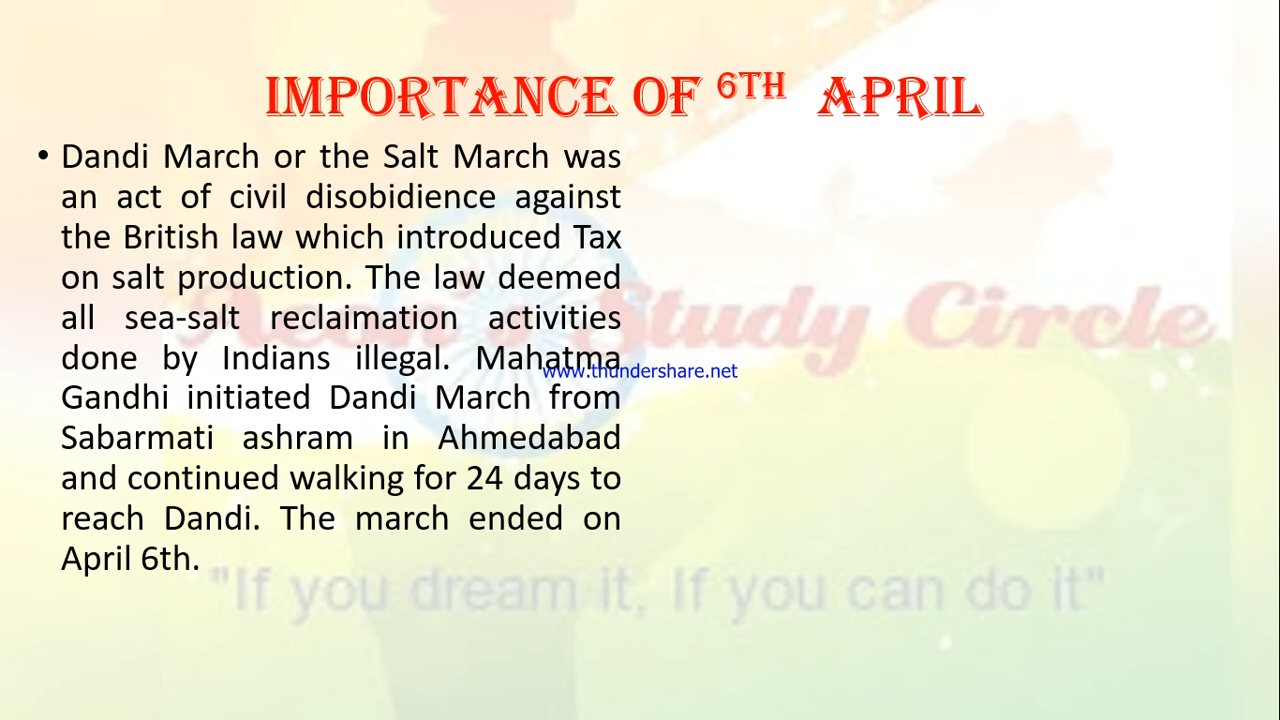 IMPORTANCE OF 6TH APRIL
• Dandi March or the Salt March was
an act of civil disobidience against
the British law which introduced Tax
on salt production. The law deemed
all sea-salt reclaimation activities
done by Indians illegal. Mahatma
www.thundershare.net
Gandhi initiated Dandi March from
Sabarmati ashram in Ahmedabad
and continued walking for 24 days to
reach Dandi. The march ended on
April 6th.
Study Circle
"If you dream it, If you can do it"